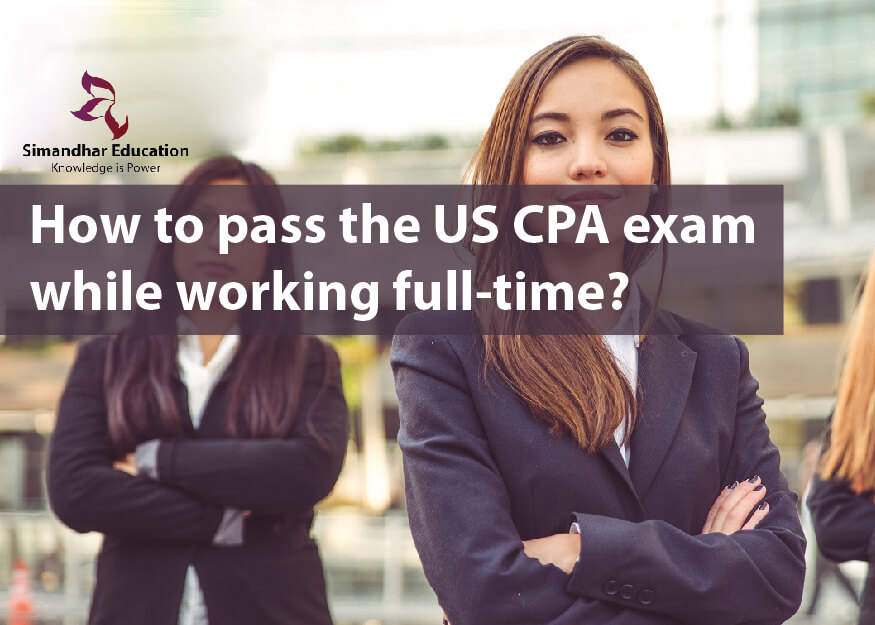 Simandhar Education
Knowledge is Power
How to pass the US CPA exam
while working full-time?